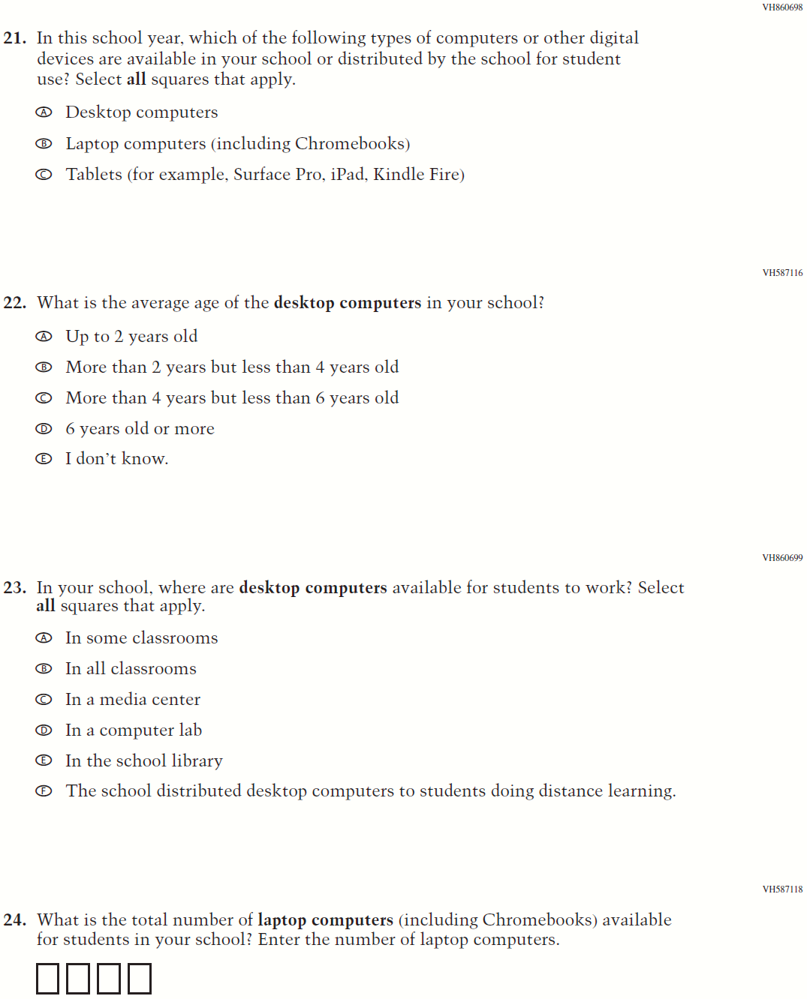 VH860698
21. In this school year, which of the following types of computers or other digital
devices are available in your school or distributed by the school for student
use? Select all squares that apply.
A Desktop computers
B Laptop computers (including Chromebooks)
C Tablets (for example, Surface Pro, iPad, Kindle Fire)
VH587116
22. What is the average age of the desktop computers in your school?
A Up to 2 years old
B More than 2 years but less than 4 years old
C More than 4 years but less than 6 years old
D 6 years old or more
E I don’t know.
VH860699
23. In your school, where are desktop computers available for students to work? Select
all squares that apply.
A In some classrooms
B In all classrooms
C In a media center
D In a computer lab
E In the school library
F The school distributed desktop computers to students doing distance learning.
VH587118
24. What is the total number of laptop computers (including Chromebooks) available
for students in your school? Enter the number of laptop computers.